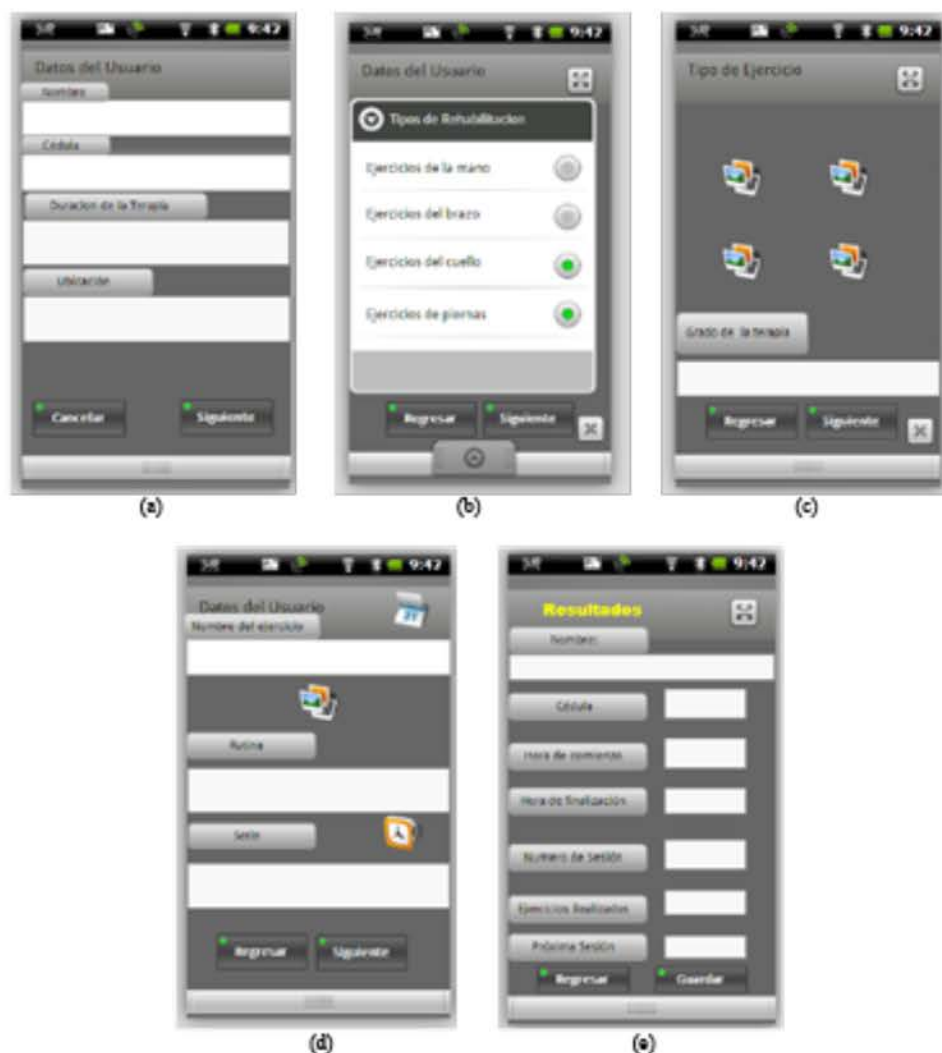 9:42
Datos del Usuario
Nombre
Cédula
Duracion de la Terapia
Ubicación
Cancelar Siguiente
(a)
9:42
Datos del Usuario
Tipos de Rehabilitacion
Ejercicios de la mano
Ejercicios del brazo
Ejercicios del cuello
Ejercicios de piernas
Regresar Siguiente
(b)
9:42
Tipo de Ejercicio
Grado de la terapia
Regresar Siguiente
(c)
9:42
Datos del Usuario
Nombre del ejercicio
Rutina
Serie
Regresar Siguiente
(d)
9:42
Resultados
Nombre:
Cédula
Hora de comienzo
Hora de finalización
Numero de Sesión
Ejercicios Realizados
Próxima Sesión
Regresar Guardar
(e)